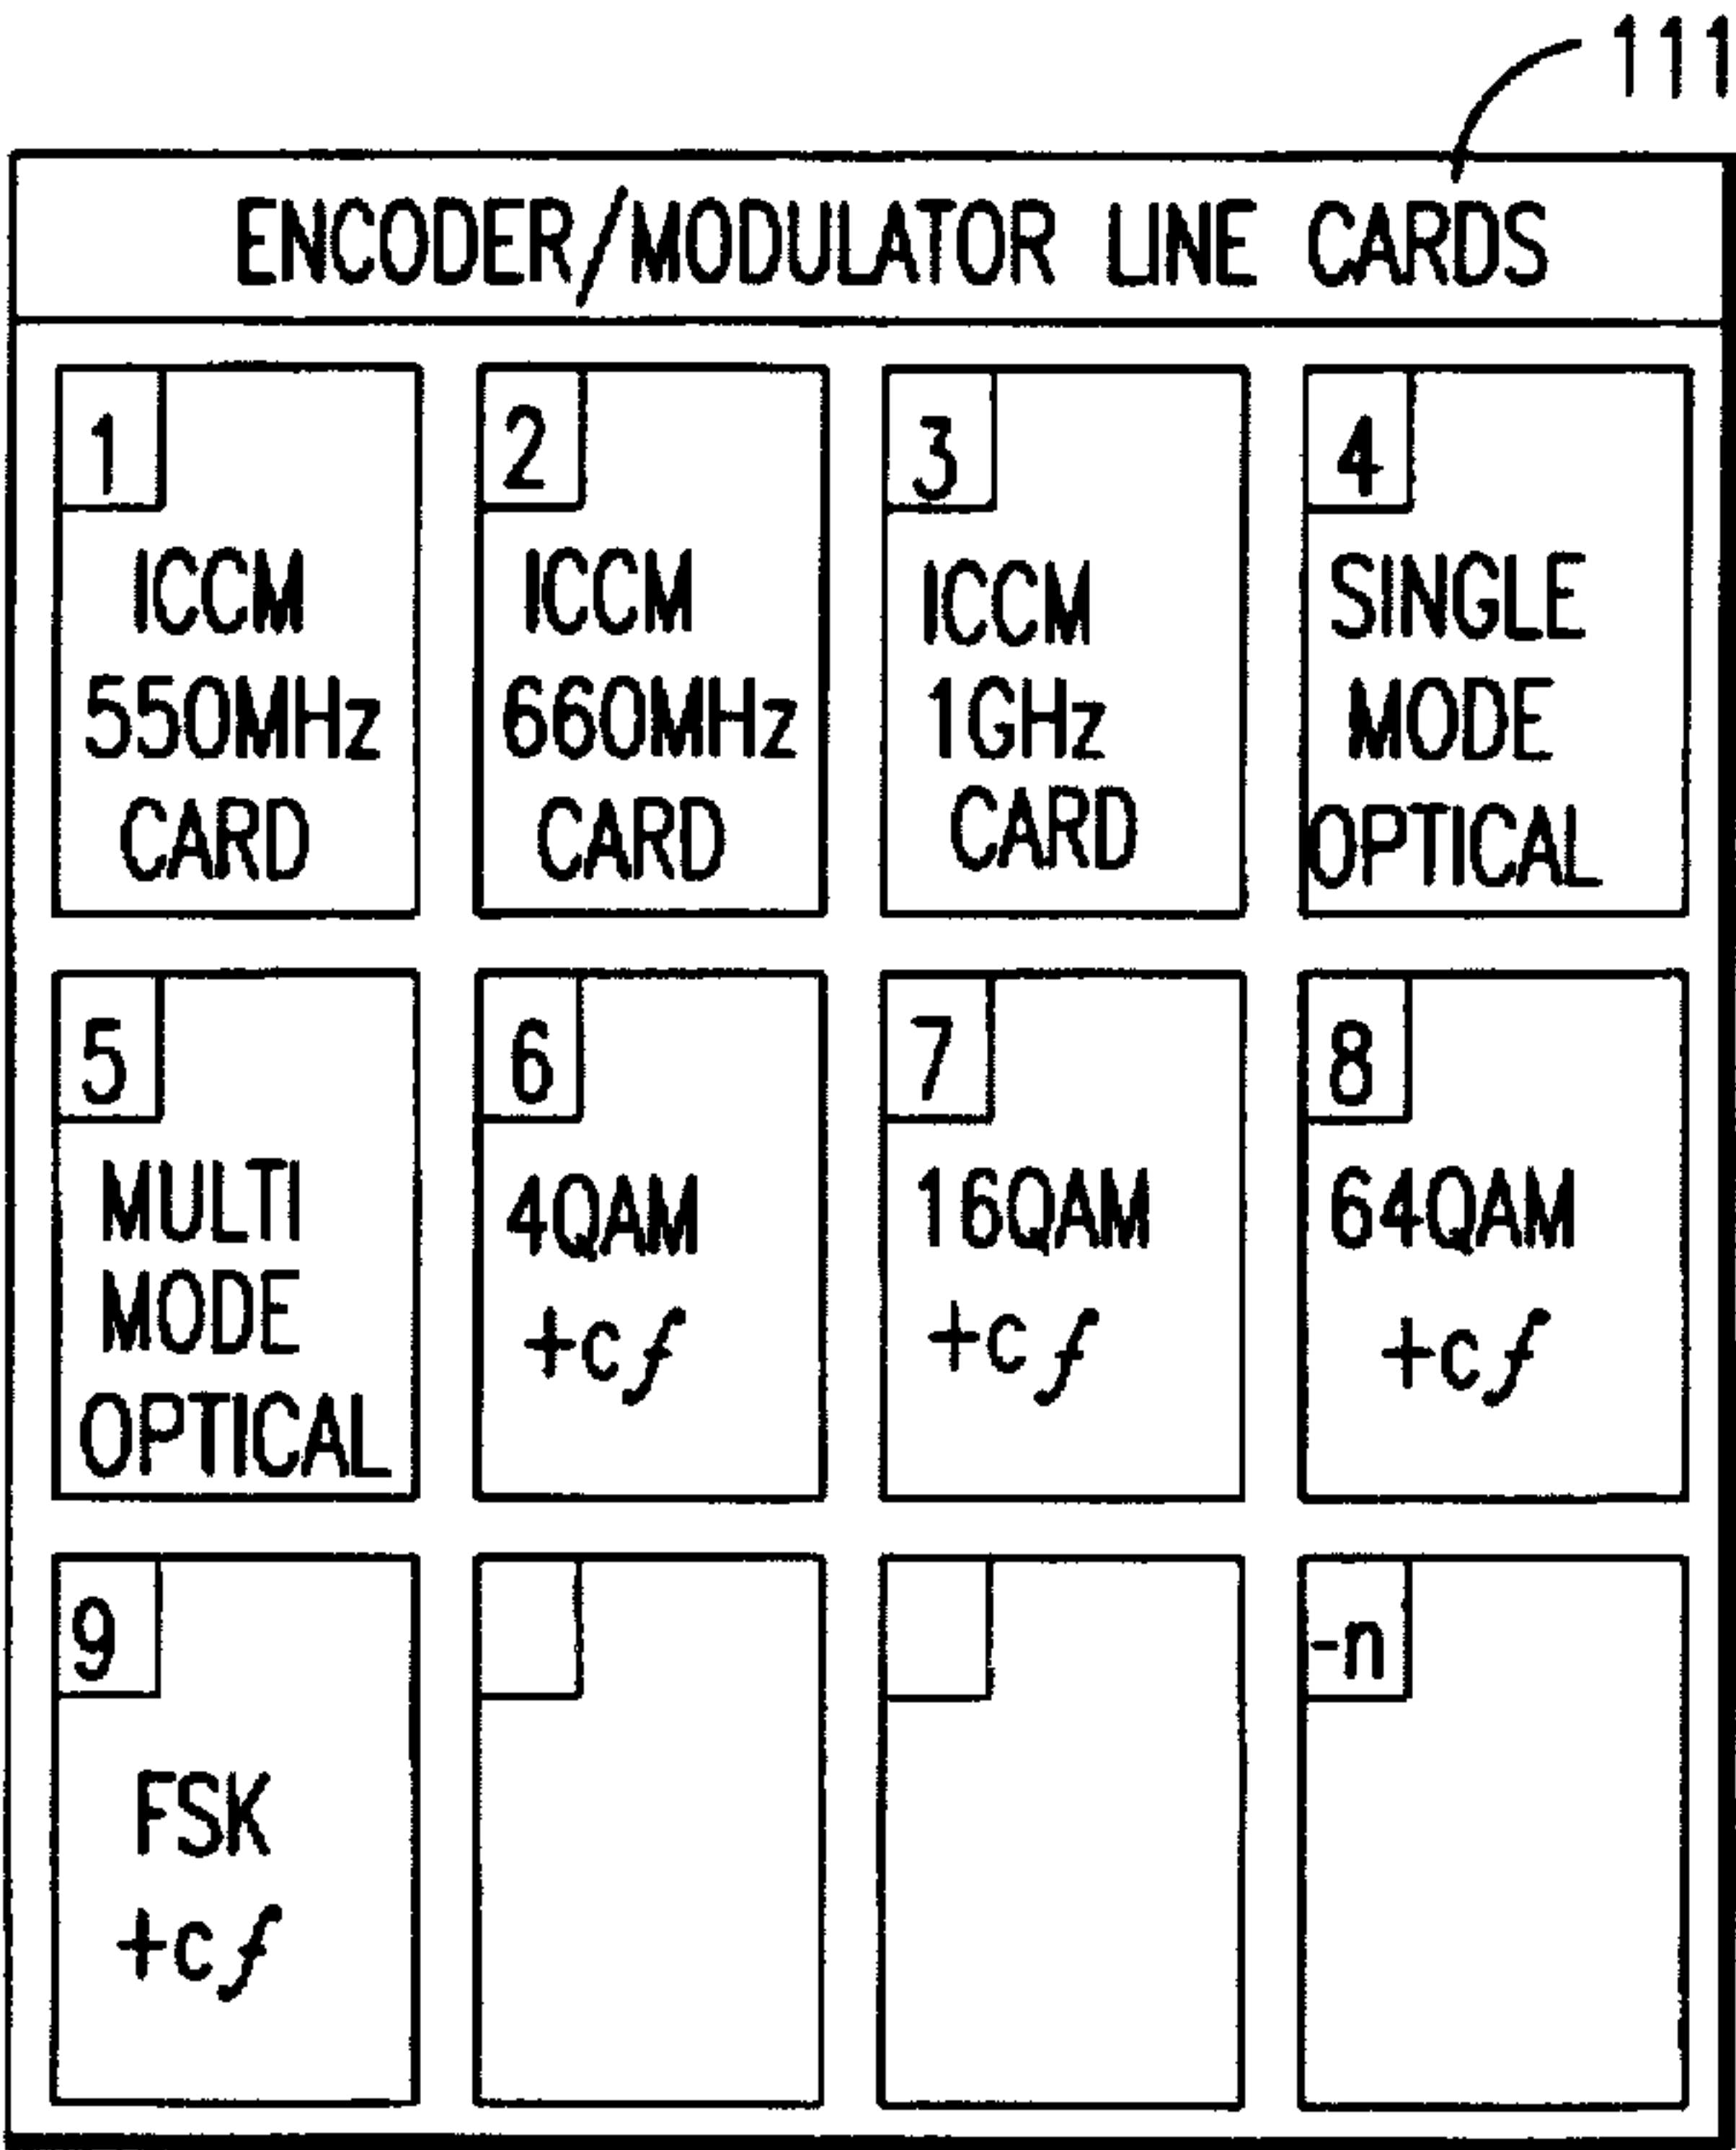 111
ENCODER/MODULATOR LINE CARDS
1
ICCM
550MHz
CARD
2
ICCM
660MHz
CARD
3
ICCM
1GHz
CARD
4
SINGLE
MODE
OPTICAL
5
MULTI
MODE
OPTICAL
6
4QAM
+cf
7
16QAM
+cf
8
64QAM
+cf
9
FSK
+cf
-n